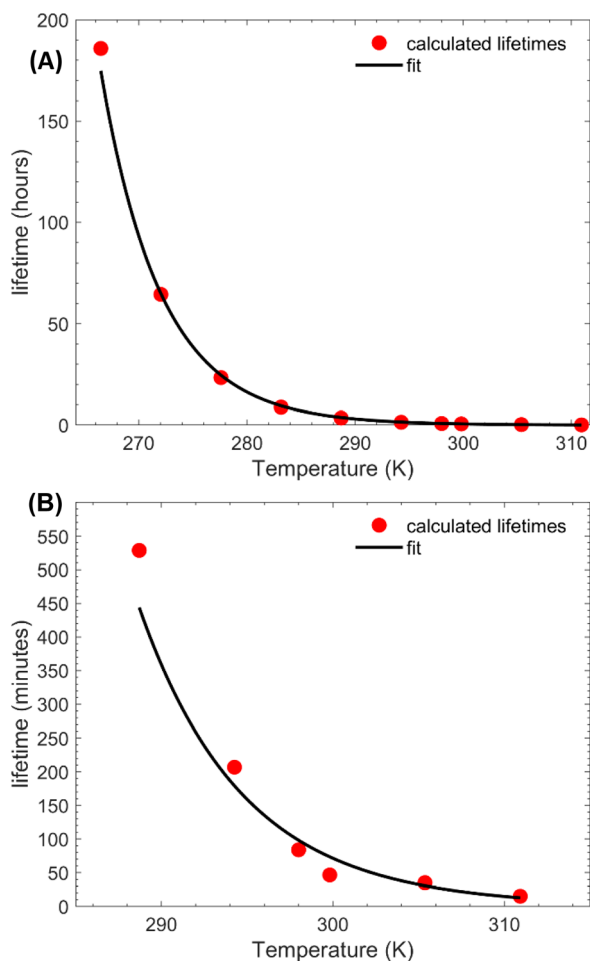 (A)
200
150
100
50
0
lifetime (hours)
calculated lifetimes
fit
270 280 290 300 310
Temperature (K)
(B)
550
500
450
400
350
300
250
200
150
100
50
0
lifetime (minutes)
calculated lifetimes
fit
290 300 310
Temperature (K)